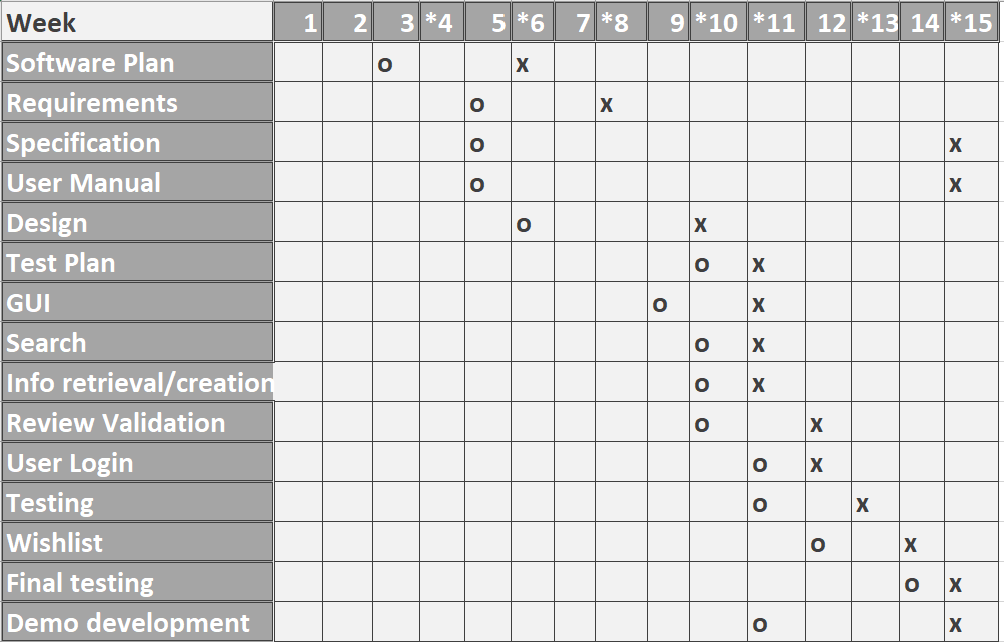 Week 1 2 3 *4 5 *6 7 *8 9 *10 *11 12 *13 14 *15
Software Plan o x
Requirements o x
Specification o x
User Manual o x
Design o x
Test Plan o x
GUI o x
Search o x
Info retrieval/creation o x
Review Validation o x
User Login o x
Testing o x
Wishlist o x
Final testing o x
Demo development o x